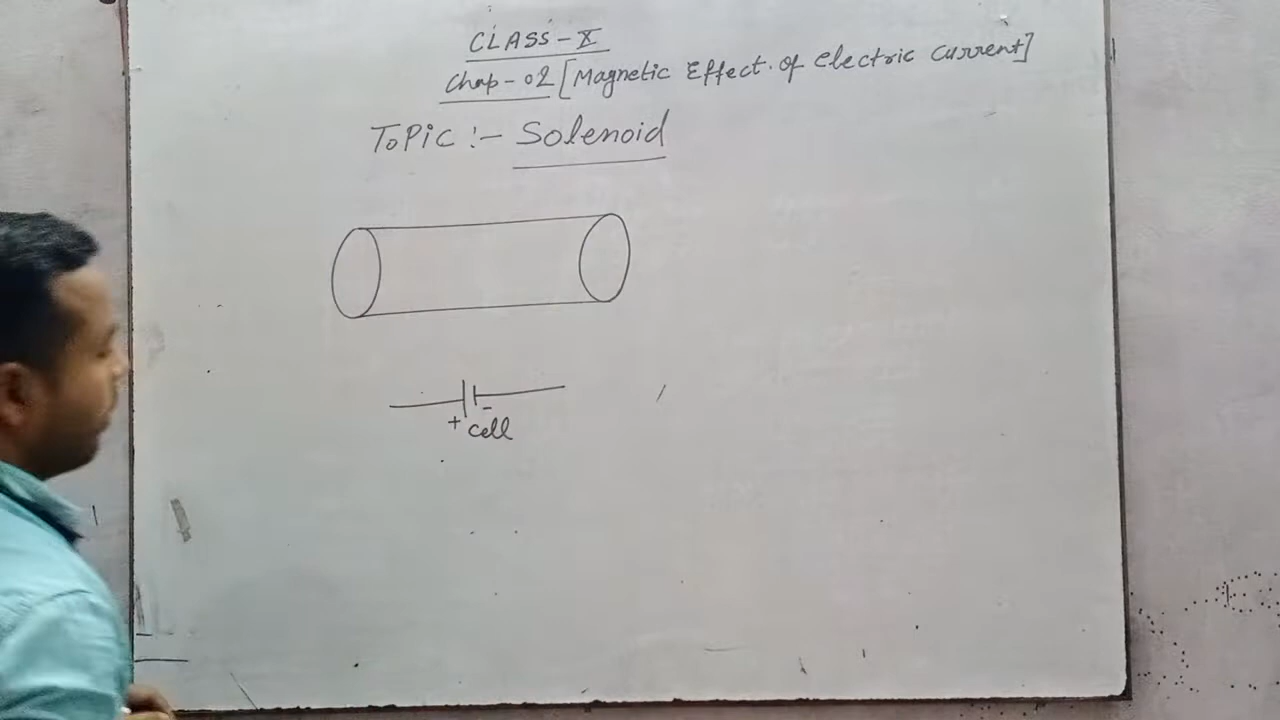 CLASS-X
Chap-02 [Magnetic Effect of electric current]
ToPic :- Solenoid
+ -
cell